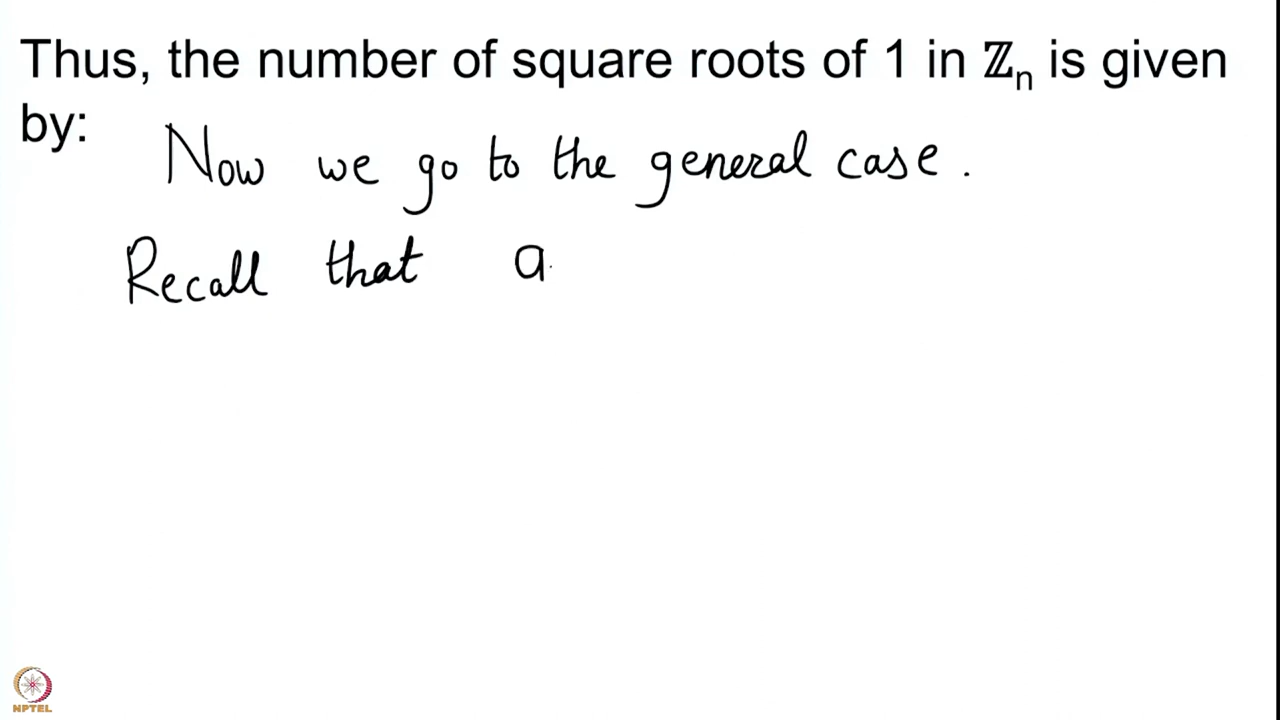 Thus, the number of square roots of 1 in ℤₙ is given
by:
Now we go to the general case.
Recall that a
NPTEL